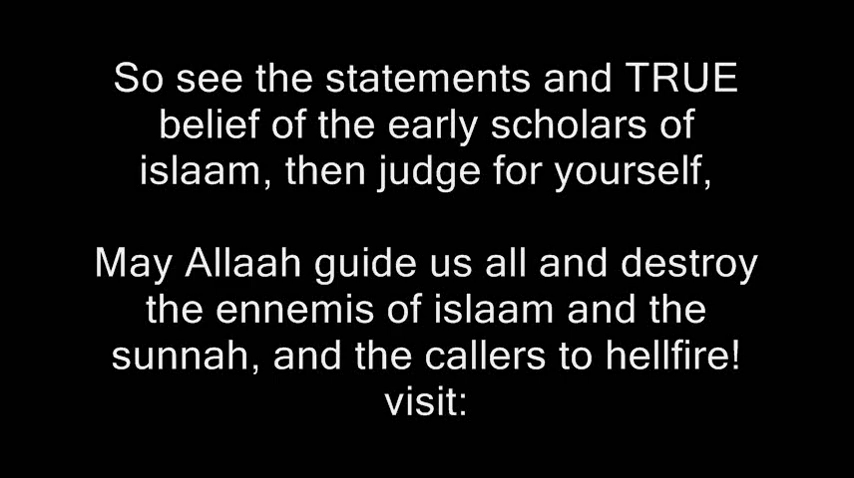 So see the statements and TRUE
belief of the early scholars of
islaam, then judge for yourself,
May Allaah guide us all and destroy
the ennemis of islaam and the
sunnah, and the callers to hellfire!
visit: